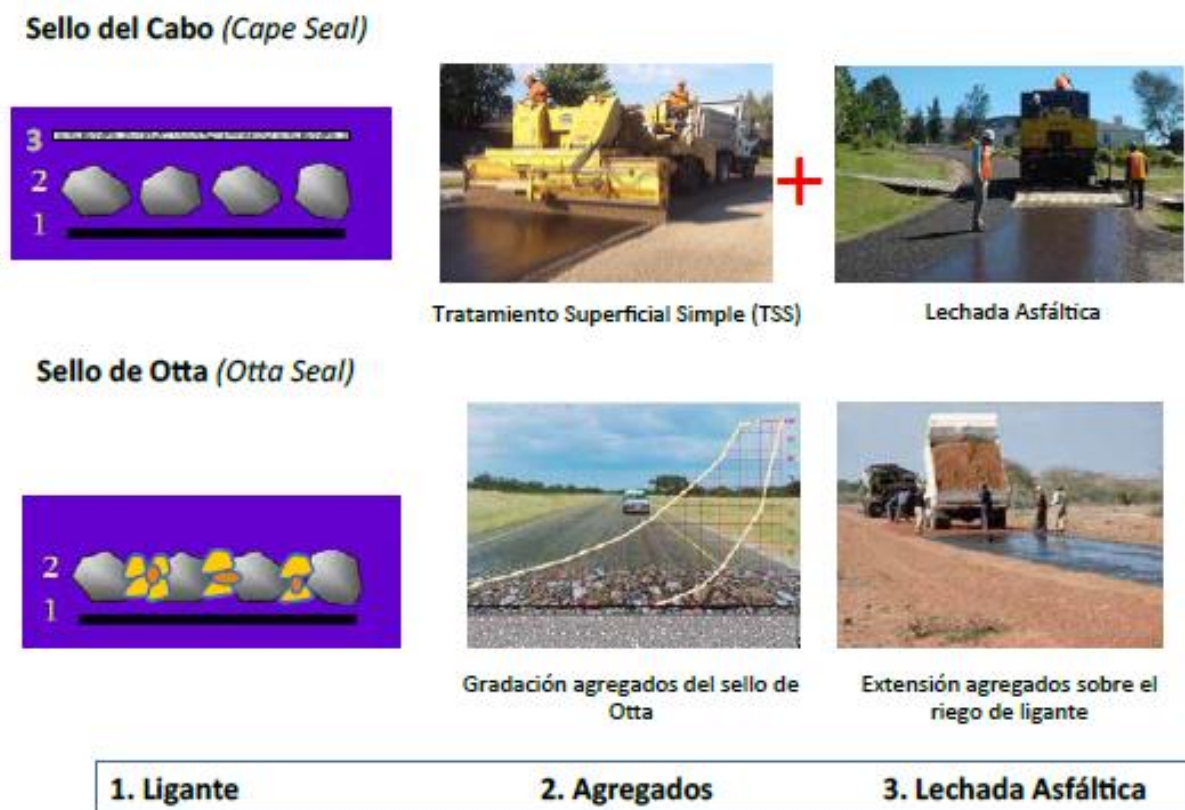 Sello del Cabo (Cape Seal)
3
2
1
Tratamiento Superficial Simple (TSS)
Lechada Asfáltica
Sello de Otta (Otta Seal)
2
1
Gradación agregados del sello de
Otta
Extensión agregados sobre el
riego de ligante
1. Ligante 2. Agregados 3. Lechada Asfáltica